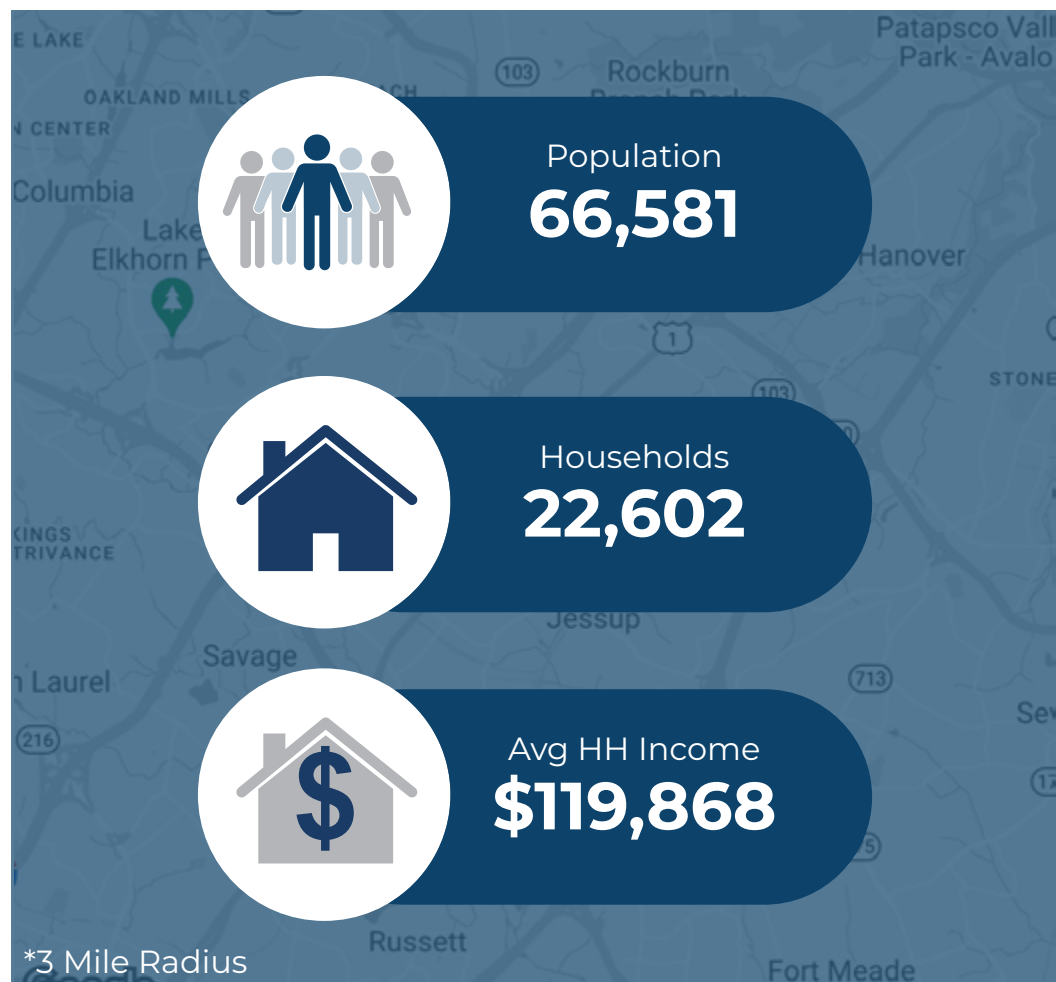 E LAKE
Patapsco Vall
Park - Avalo
103
Rockburn
OAKLAND MILLS
N CENTER
Population
66,581
Columbia
Lake
Elkhorn P
Hanover
1
STONE
103
Households
22,602
KINGS
TRIVANCE
Jessup
Savage
n Laurel
713
Sev
216
Avg HH Income
$119,868
Russett
*3 Mile Radius
Fort Meade